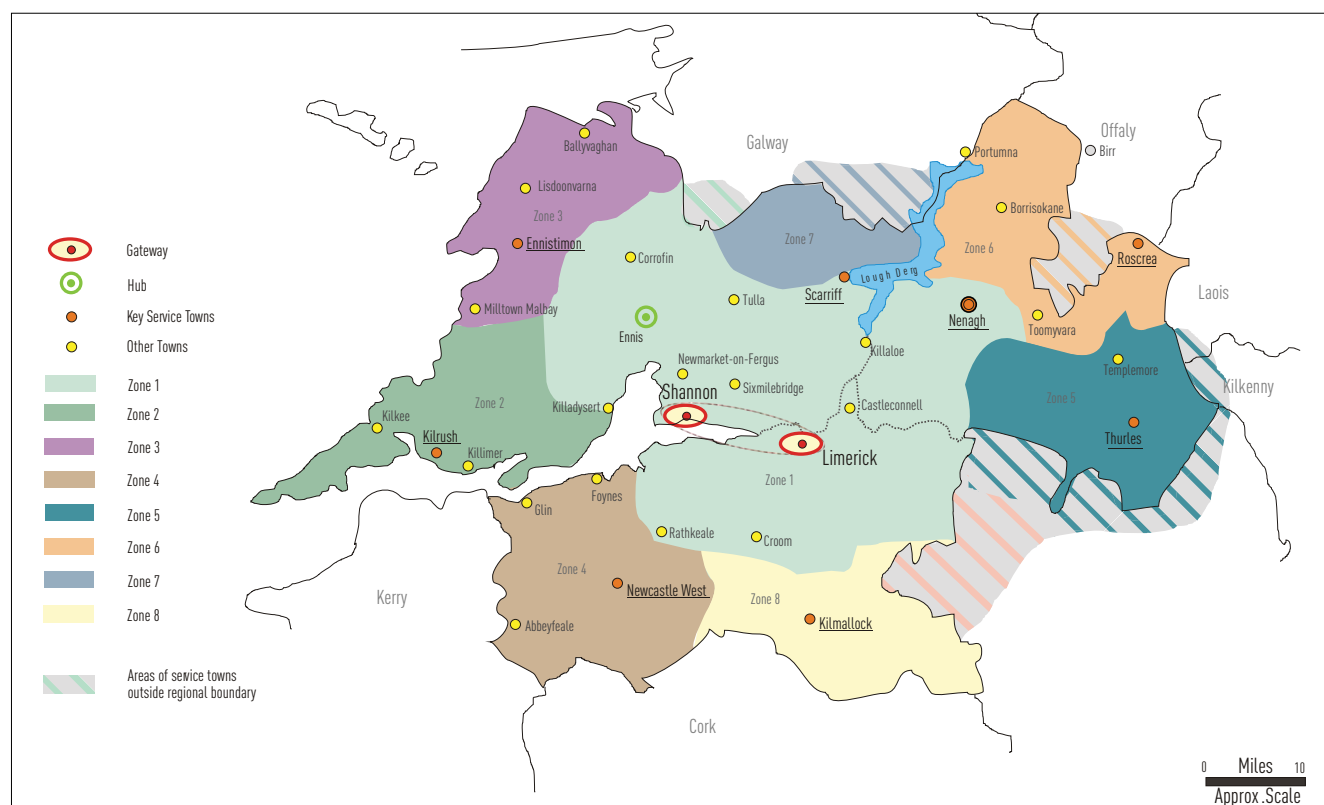 Galway
Offaly
Portumna
Birr
Ballyvaghan
Lisdoonvarna
Zone 3
Ennistimon
Borrisokane
Zone 7
Zone 6
Roscrea
Corrofin
Lough Derg
Scarriff
Laois
Tulla
Milltown Malbay
Nenagh
Toomyvara
Ennis
Killaloe
Newmarket-on-Fergus
Templemore
Sixmilebridge
Kilkenny
Shannon
Zone 2
Killadysert
Castleconnell
Zone 5
Kilkee
Kilrush
Thurles
Limerick
Killimer
Zone 1
Foynes
Glin
Rathkeale
Croom
Zone 4
Newcastle West
Kerry
Zone 8
Kilmallock
Abbeyfeale
Cork
Gateway
Hub
Key Service Towns
Other Towns
Zone 1
Zone 2
Zone 3
Zone 4
Zone 5
Zone 6
Zone 7
Zone 8
Areas of service towns
outside regional boundary
0 Miles 10
Approx .Scale